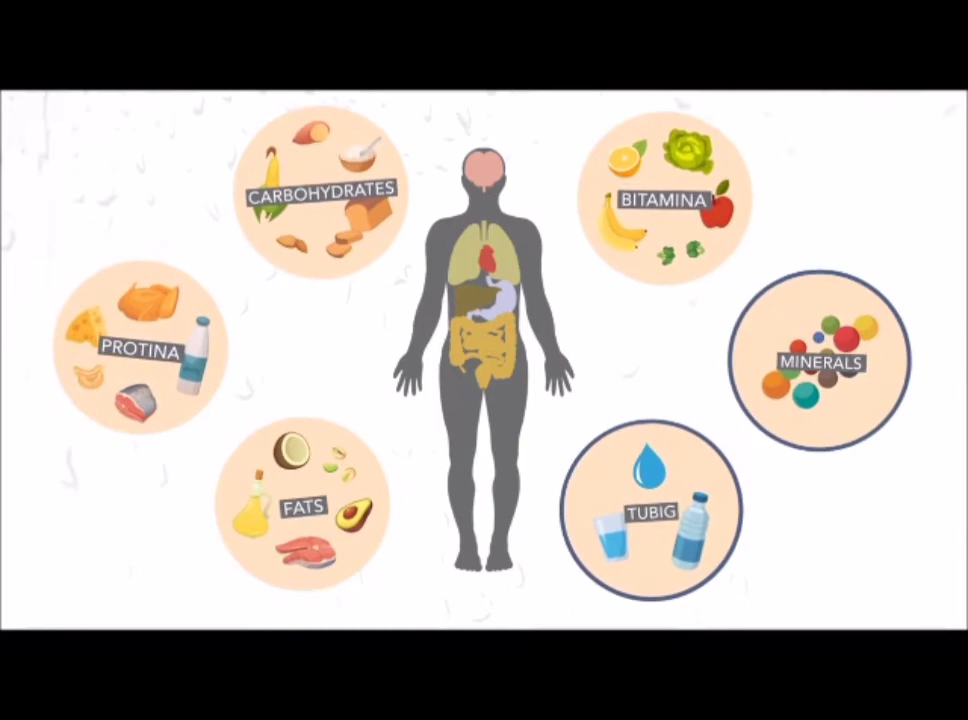 CARBOHYDRATES
BITAMINA
PROTINA
MINERALS
FATS
TUBIG